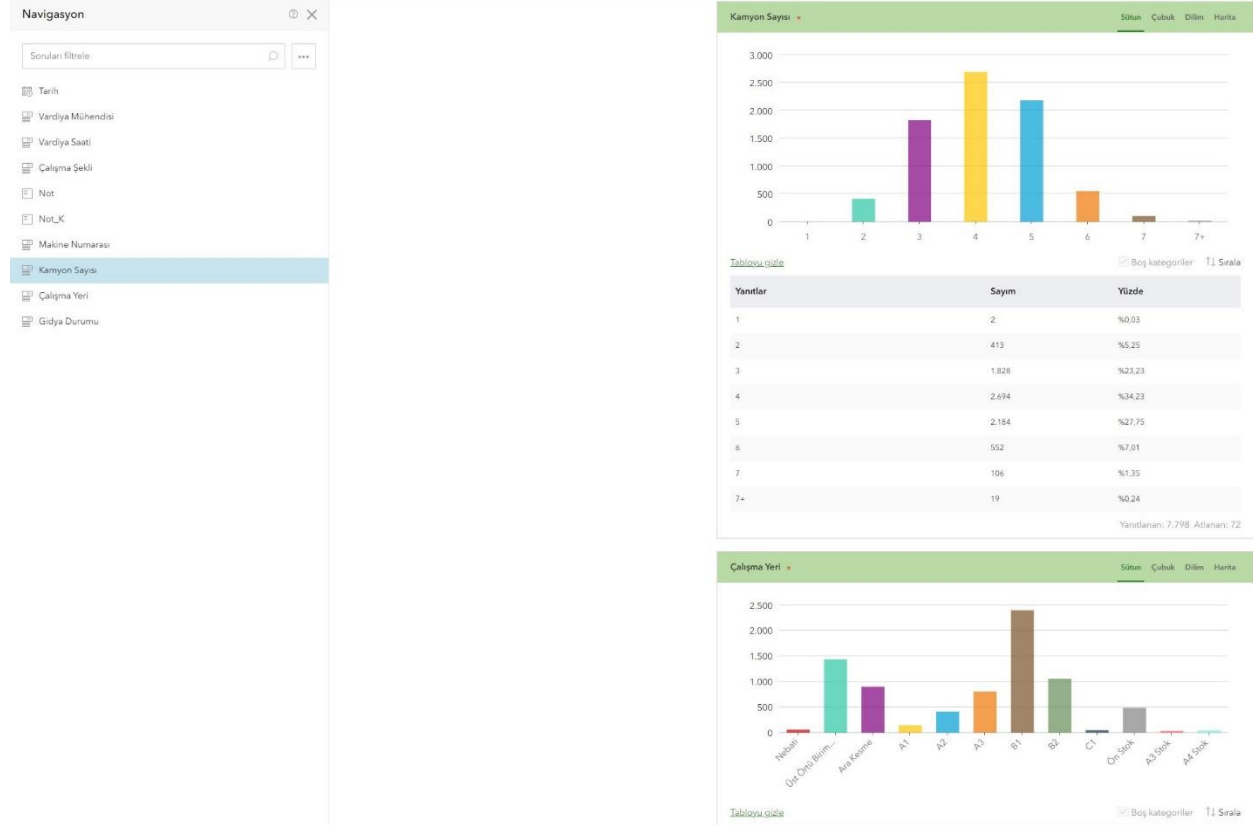 Navigasyon
Soruları filtrele
Tarih
Vardiya Mühendisi
Vardiya Saati
Çalışma Şekli
Not
Not_K
Makine Numarası
Kamyon Sayısı
Çalışma Yeri
Gidya Durumu
Kamyon Sayısı * Sütun Çubuk Dilim Harita
3.000
2.500
2.000
1.500
1.000
500
0
1 2 3 4 5 6 7 7+
Tabloyu gizle Boş kategoriler Sırala
Yanıtlar Sayım Yüzde
1 2 %0,03
2 413 %5,25
3 1.828 %23,23
4 2.694 %34,23
5 2.184 %27,75
6 552 %7,01
7 106 %1,35
7+ 19 %0,24
Yanıtlanan: 7.798 Atlanan: 72
Çalışma Yeri * Sütun Çubuk Dilim Harita
2.500
2.000
1.500
1.000
500
0
Nebati Üst Örtü Birim... Ara Kesme A1 A2 A3 B1 B2 C1 Ön Stok A3 Stok A4 Stok
Tabloyu gizle Boş kategoriler Sırala